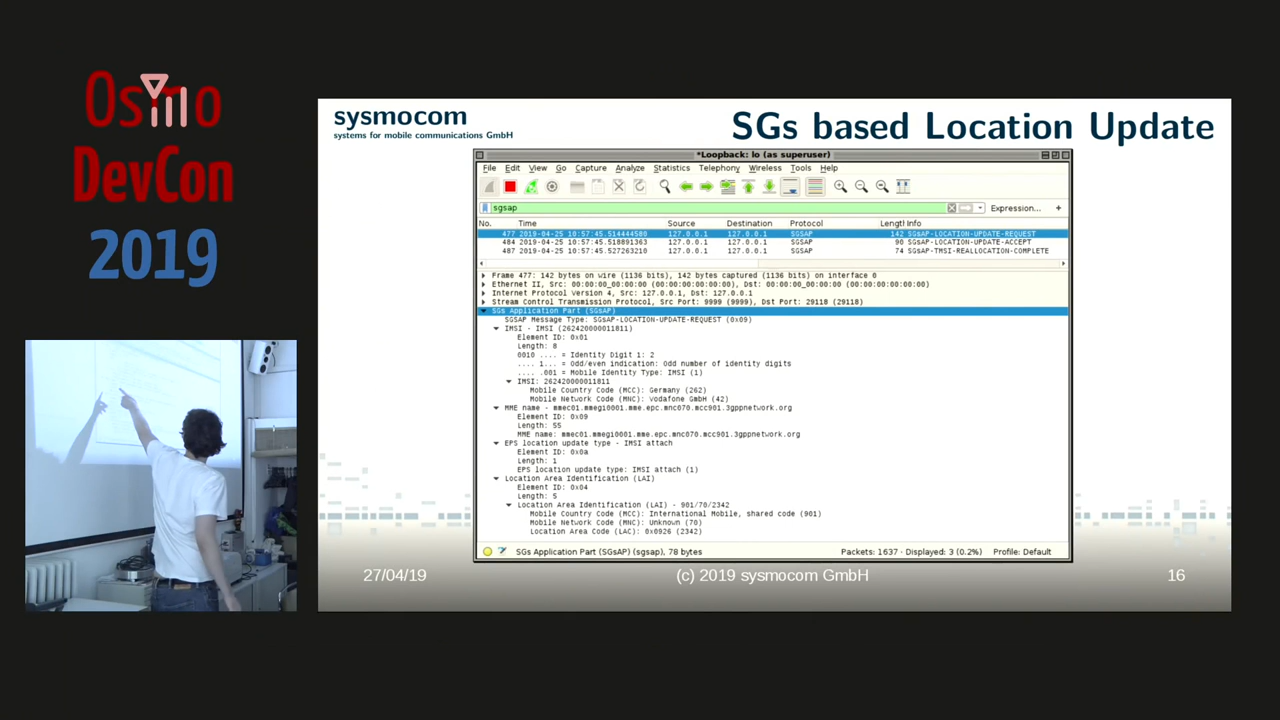 Osmo
DevCon
2019
sysmocom
systems for mobile communications GmbH
SGs based Location Update
*Loopback: lo (as superuser)
File Edit View Go Capture Analyze Statistics Telephony Wireless Tools Help
sgsap
Expression... +
No. Time Source Destination Protocol Lengtl Info
477 2019-04-25 10:57:45.514444580 127.0.0.1 127.0.0.1 SGSAP 142 SGsAP-LOCATION-UPDATE-REQUEST
484 2019-04-25 10:57:45.518891363 127.0.0.1 127.0.0.1 SGSAP 90 SGsAP-LOCATION-UPDATE-ACCEPT
487 2019-04-25 10:57:45.527263210 127.0.0.1 127.0.0.1 SGSAP 74 SGsAP-TMSI-REALLOCATION-COMPLETE
Frame 477: 142 bytes on wire (1136 bits), 142 bytes captured (1136 bits) on interface 0
Ethernet II, Src: 00:00:00_00:00:00 (00:00:00:00:00:00), Dst: 00:00:00_00:00:00 (00:00:00:00:00:00)
Internet Protocol Version 4, Src: 127.0.0.1, Dst: 127.0.0.1
Stream Control Transmission Protocol, Src Port: 9999 (9999), Dst Port: 29118 (29118)
SGs Application Part (SGsAP)
SGSAP Message Type: SGsAP-LOCATION-UPDATE-REQUEST (0x09)
IMSI - IMSI (262420000011811)
Element ID: 0x01
Length: 8
0010 .... = Identity Digit 1: 2
.... 1... = Odd/even indication: Odd number of identity digits
.... .001 = Mobile Identity Type: IMSI (1)
IMSI: 262420000011811
Mobile Country Code (MCC): Germany (262)
Mobile Network Code (MNC): Vodafone GmbH (42)
MME name - mmec01.mmegi0001.mme.epc.mnc070.mcc901.3gppnetwork.org
Element ID: 0x09
Length: 55
MME name: mmec01.mmegi0001.mme.epc.mnc070.mcc901.3gppnetwork.org
EPS location update type - IMSI attach
Element ID: 0x0a
Length: 1
EPS location update type: IMSI attach (1)
Location Area Identification (LAI)
Element ID: 0x04
Length: 5
Location Area Identification (LAI) - 901/70/2342
Mobile Country Code (MCC): International Mobile, shared code (901)
Mobile Network Code (MNC): Unknown (70)
Location Area Code (LAC): 0x0926 (2342)
SGs Application Part (SGsAP) (sgsap), 78 bytes
Packets: 1637 · Displayed: 3 (0.2%) Profile: Default
27/04/19
(c) 2019 sysmocom GmbH
16